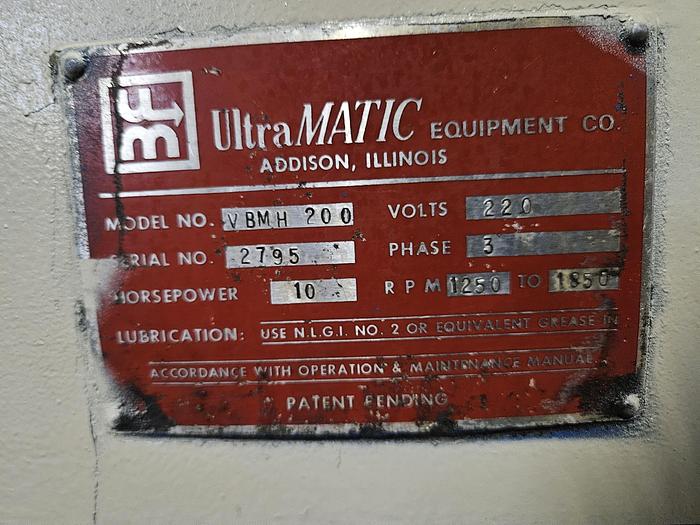 UltraMATIC EQUIPMENT CO.
ADDISON, ILLINOIS
MODEL NO. VBMH 200 VOLTS 220
SERIAL NO. 2795 PHASE 3
HORSEPOWER 10 RPM 1250 TO 1850
LUBRICATION: USE N.L.G.I. NO. 2 OR EQUIVALENT GREASE IN
ACCORDANCE WITH OPERATION & MAINTENANCE MANUAL.
PATENT PENDING